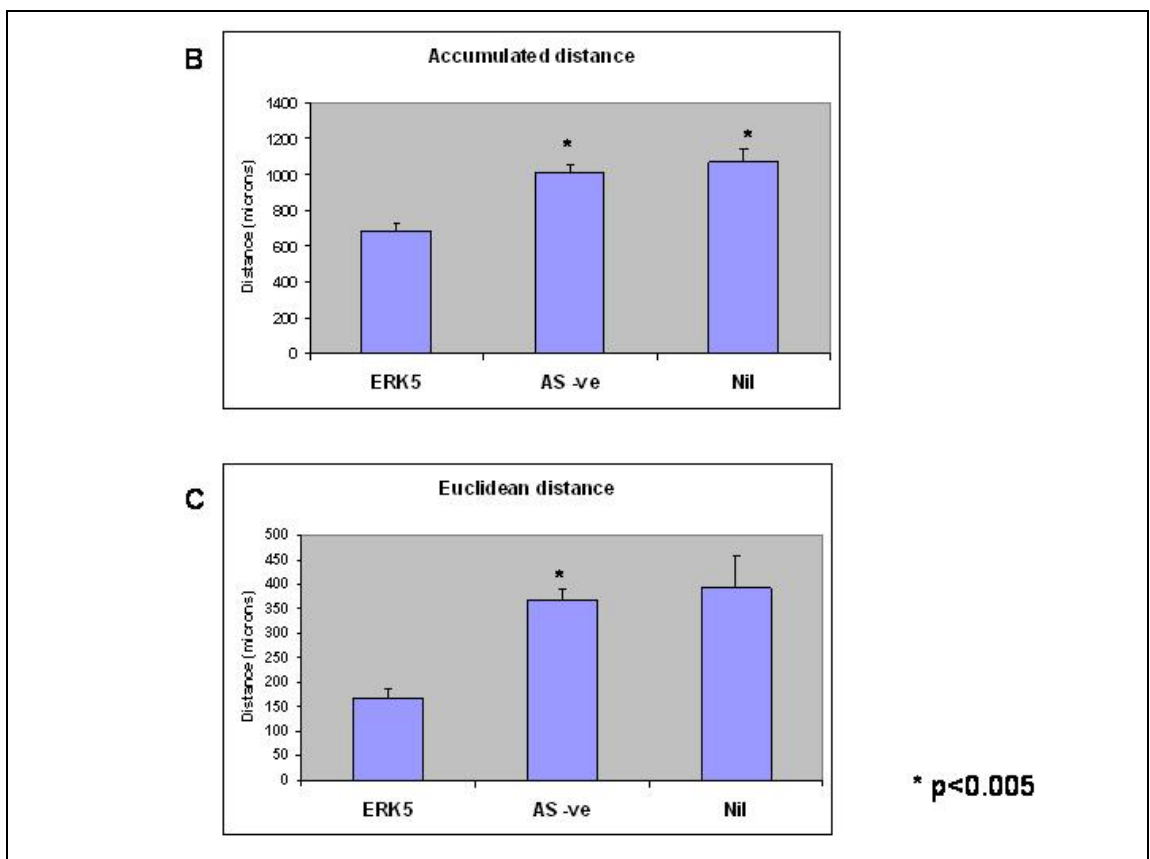 B
Accumulated distance
Distance (microns)
1400
1200
1000
800
600
400
200
0
*
*
ERK5 AS -ve Nil
C
Euclidean distance
Distance (microns)
500
450
400
350
300
250
200
150
100
50
0
*
ERK5 AS -ve Nil
* p<0.005